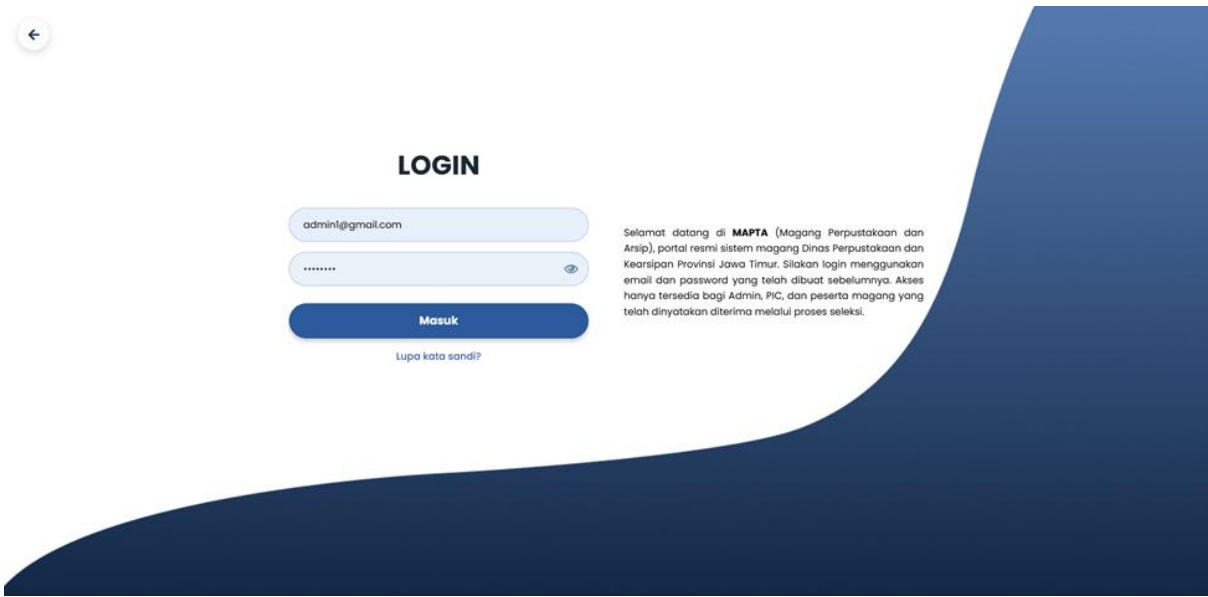 LOGIN
admin1@gmail.com
••••••••
Masuk
Lupa kata sandi?
Selamat datang di MAPTA (Magang Perpustakaan dan
Arsip), portal resmi sistem magang Dinas Perpustakaan dan
Kearsipan Provinsi Jawa Timur. Silakan login menggunakan
email dan password yang telah dibuat sebelumnya. Akses
hanya tersedia bagi Admin, PIC, dan peserta magang yang
telah dinyatakan diterima melalui proses seleksi.